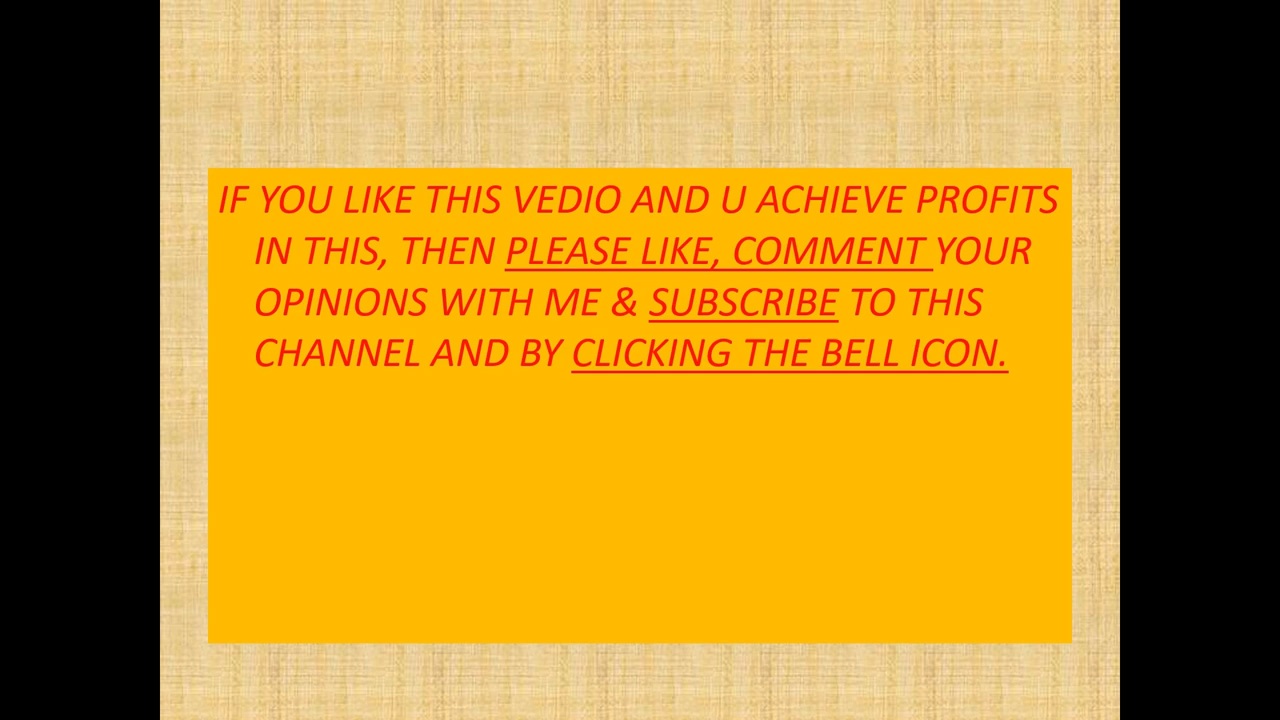 IF YOU LIKE THIS VEDIO AND U ACHIEVE PROFITS
IN THIS, THEN PLEASE LIKE, COMMENT YOUR
OPINIONS WITH ME & SUBSCRIBE TO THIS
CHANNEL AND BY CLICKING THE BELL ICON.